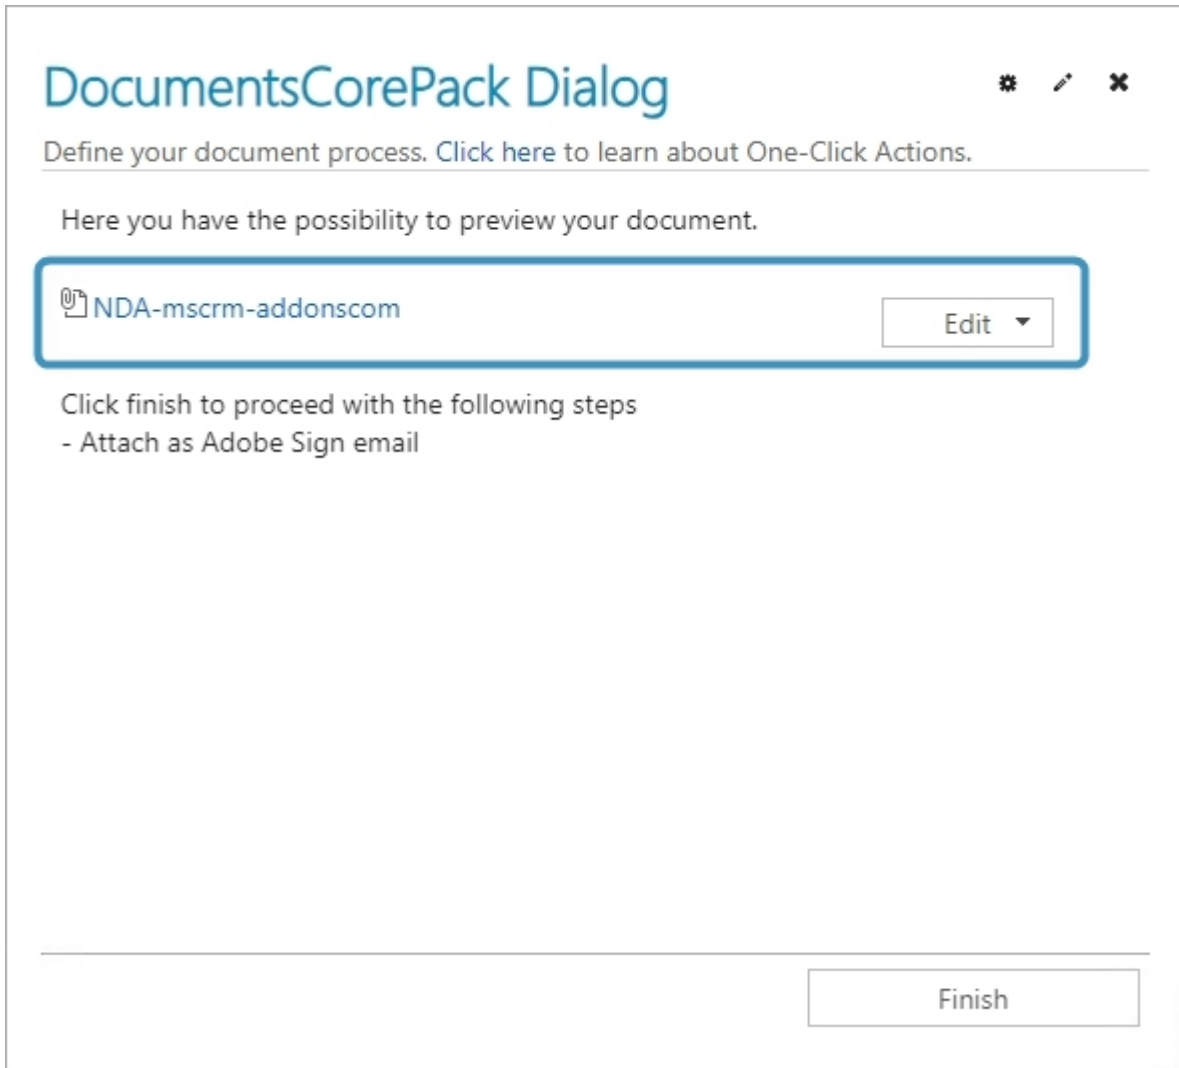 DocumentsCorePack Dialog
Define your document process. Click here to learn about One-Click Actions.
Here you have the possibility to preview your document.
NDA-mscrm-addonscom
Edit
Click finish to proceed with the following steps
- Attach as Adobe Sign email
Finish